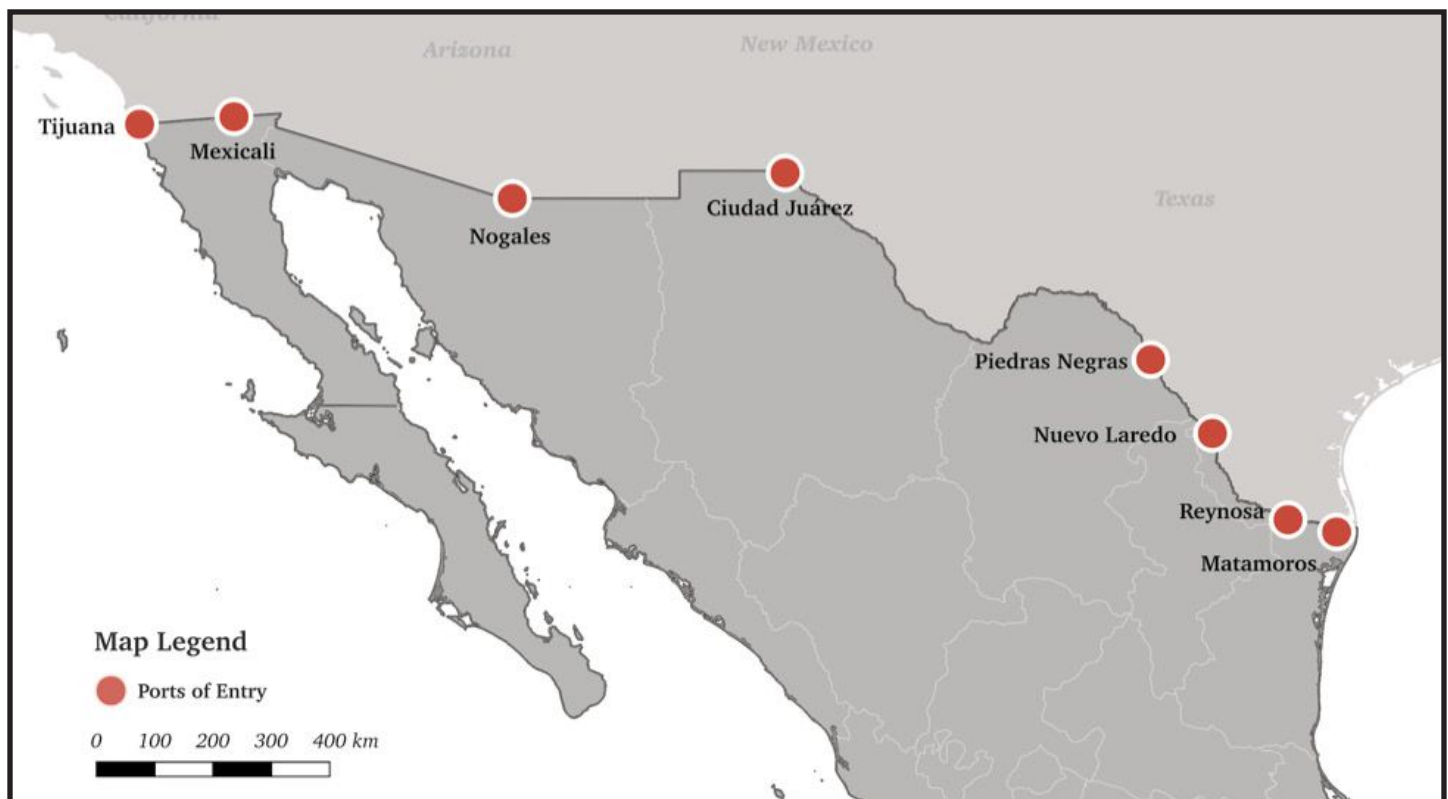 California
Arizona
New Mexico
Tijuana
Mexicali
Nogales
Ciudad Juárez
Texas
Piedras Negras
Nuevo Laredo
Reynosa
Matamoros
Map Legend
Ports of Entry
0 100 200 300 400 km